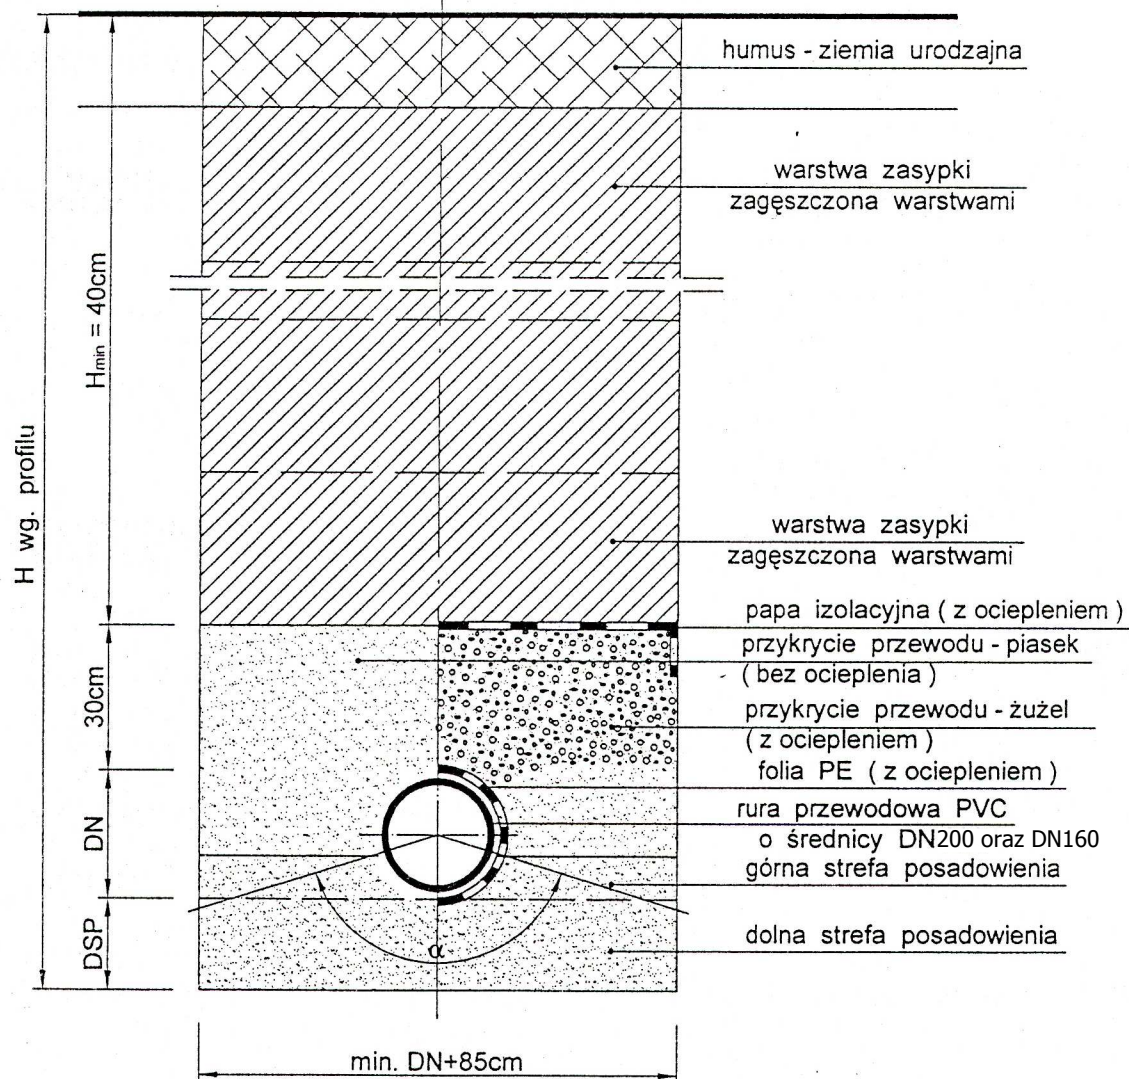 humus - ziemia urodzajna
warstwa zasypki
zagęszczona warstwami
Hmin = 40cm
H wg. profilu
warstwa zasypki
zagęszczona warstwami
papa izolacyjna ( z ociepleniem )
przykrycie przewodu - piasek
( bez ocieplenia )
30cm
przykrycie przewodu - żużel
( z ociepleniem )
folia PE ( z ociepleniem )
DN
rura przewodowa PVC
o średnicy DN200 oraz DN160
górna strefa posadowienia
DSP
α
dolna strefa posadowienia
min. DN+85cm